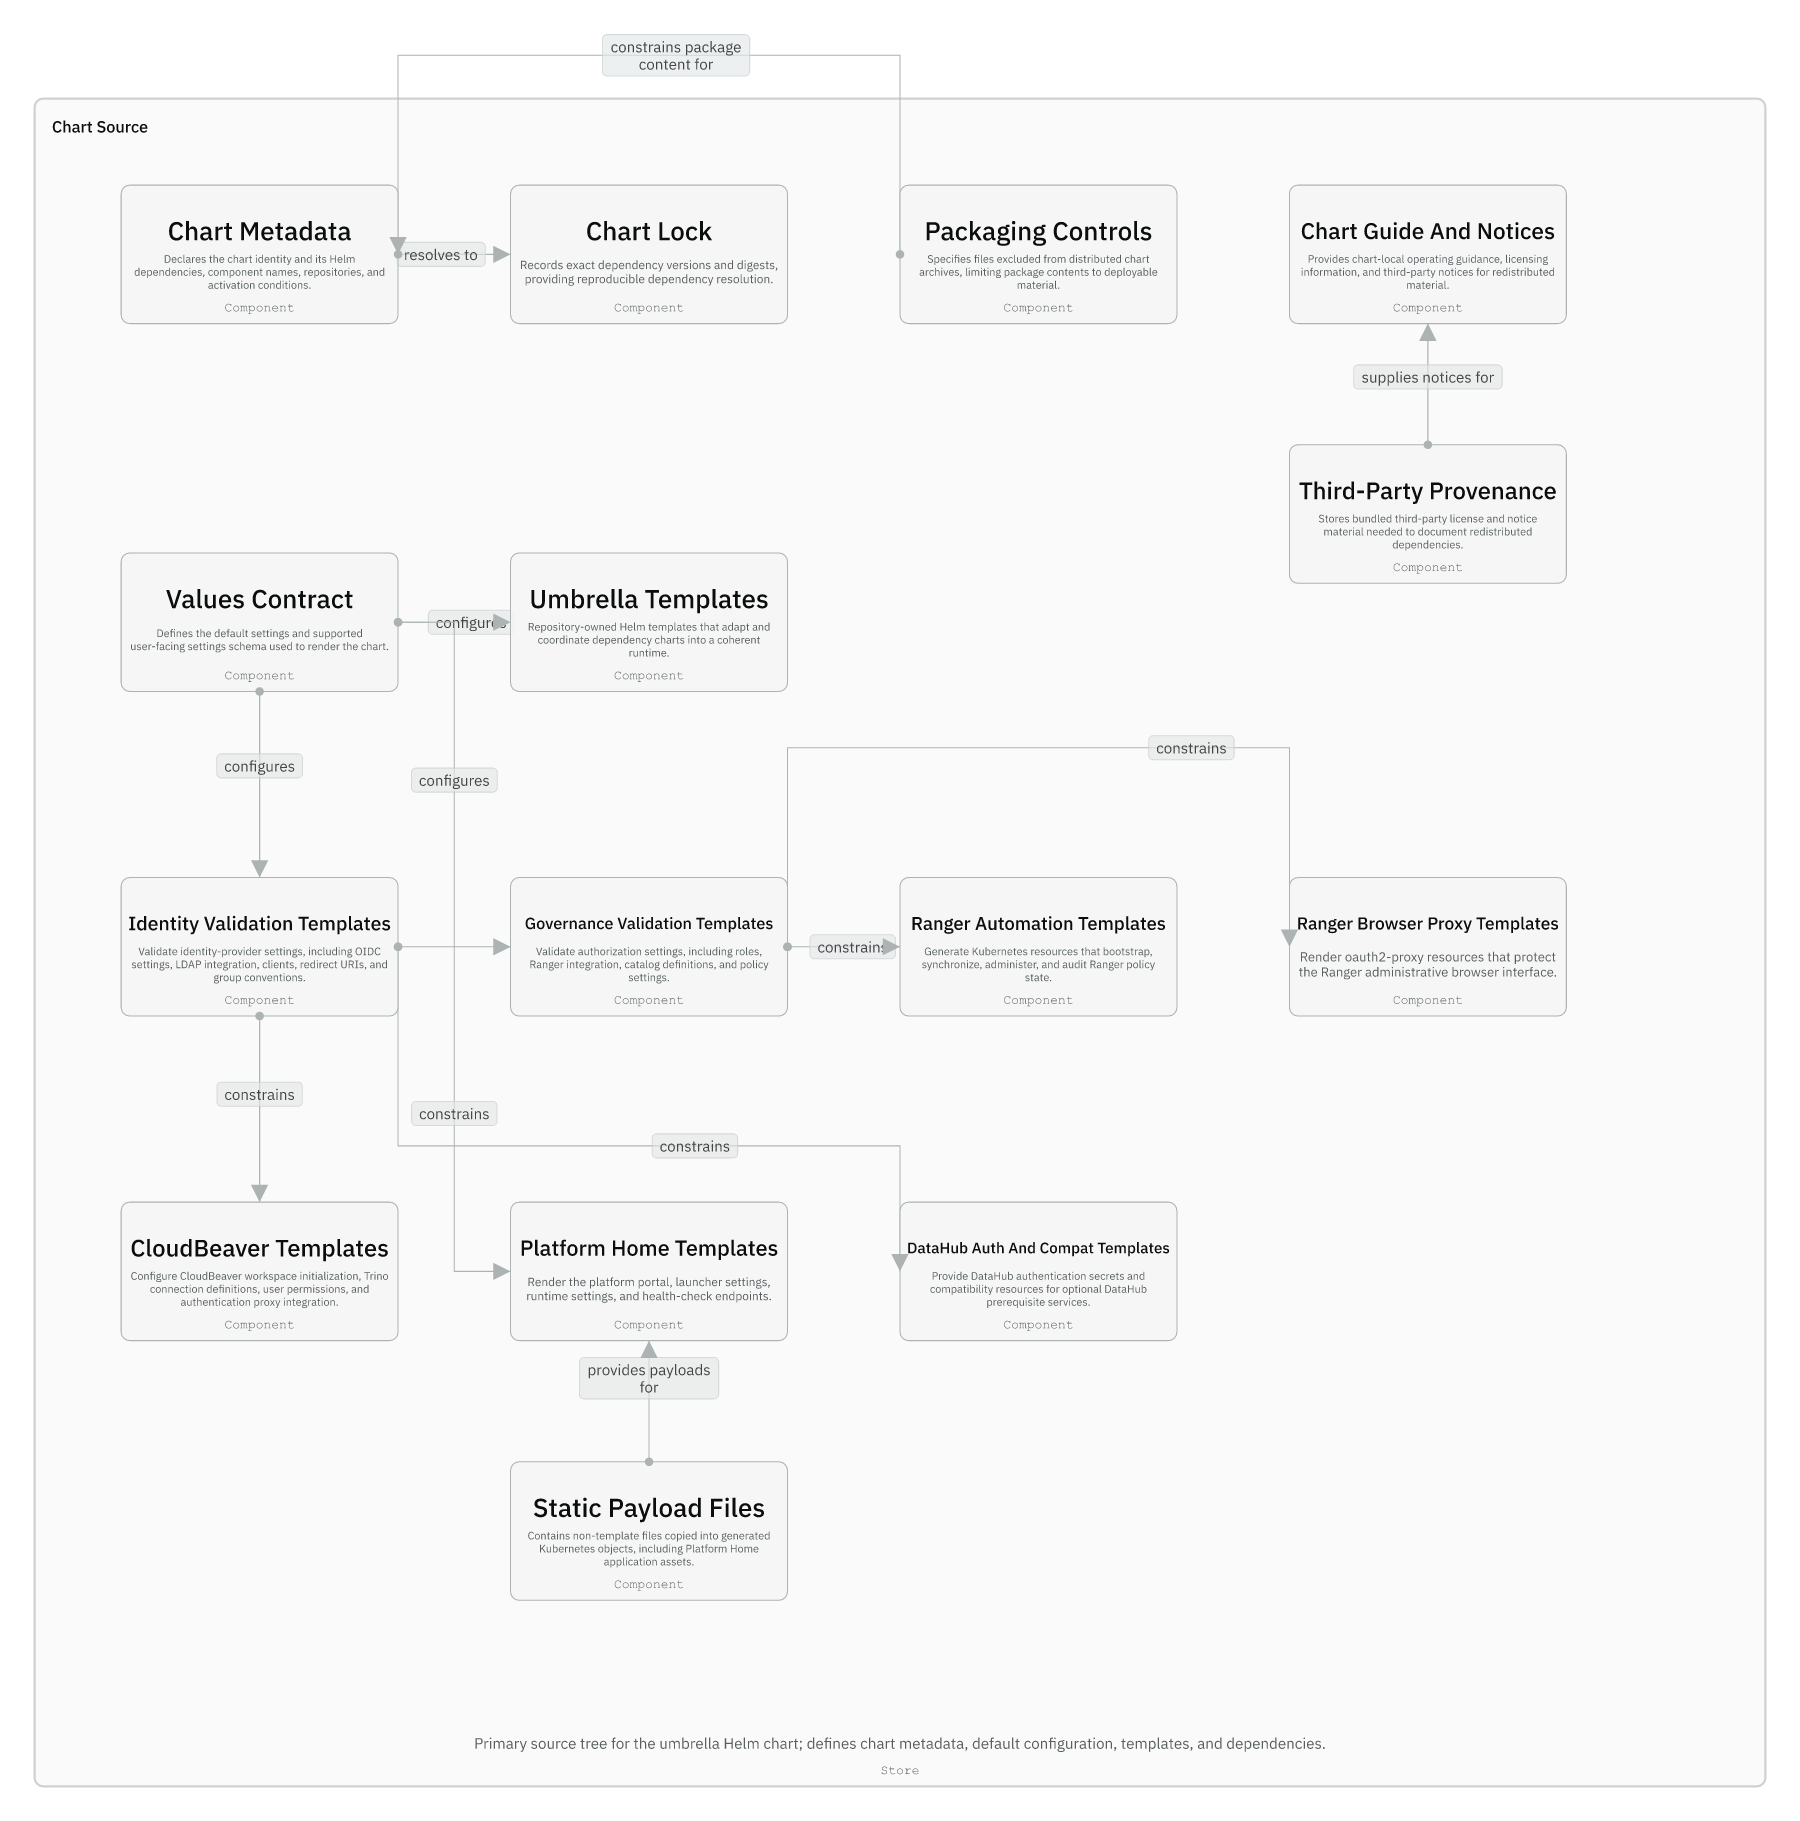 constrains package
content for
Chart Source
Chart Metadata
Declares the chart identity and its Helm
dependencies, component names, repositories, and
activation conditions.
Component
resolves to
Chart Lock
Records exact dependency versions and digests,
providing reproducible dependency resolution.
Component
Packaging Controls
Specifies files excluded from distributed chart
archives, limiting package contents to deployable
material.
Component
Chart Guide And Notices
Provides chart-local operating guidance, licensing
information, and third-party notices for redistributed
material.
Component
supplies notices for
Third-Party Provenance
Stores bundled third-party license and notice
material needed to document redistributed
dependencies.
Component
Values Contract
Defines the default settings and supported
user-facing settings schema used to render the chart.
Component
configures
Umbrella Templates
Repository-owned Helm templates that adapt and
coordinate dependency charts into a coherent
runtime.
Component
configures
configures
constrains
Identity Validation Templates
Validate identity-provider settings, including OIDC
settings, LDAP integration, clients, redirect URIs, and
group conventions.
Component
Governance Validation Templates
Validate authorization settings, including roles,
Ranger integration, catalog definitions, and policy
settings.
Component
constrains
Ranger Automation Templates
Generate Kubernetes resources that bootstrap,
synchronize, administer, and audit Ranger policy
state.
Component
Ranger Browser Proxy Templates
Render oauth2-proxy resources that protect
the Ranger administrative browser interface.
Component
constrains
constrains
constrains
CloudBeaver Templates
Configure CloudBeaver workspace initialization, Trino
connection definitions, user permissions, and
authentication proxy integration.
Component
Platform Home Templates
Render the platform portal, launcher settings,
runtime settings, and health-check endpoints.
Component
DataHub Auth And Compat Templates
Provide DataHub authentication secrets and
compatibility resources for optional DataHub
prerequisite services.
Component
provides payloads
for
Static Payload Files
Contains non-template files copied into generated
Kubernetes objects, including Platform Home
application assets.
Component
Primary source tree for the umbrella Helm chart; defines chart metadata, default configuration, templates, and dependencies.
Store